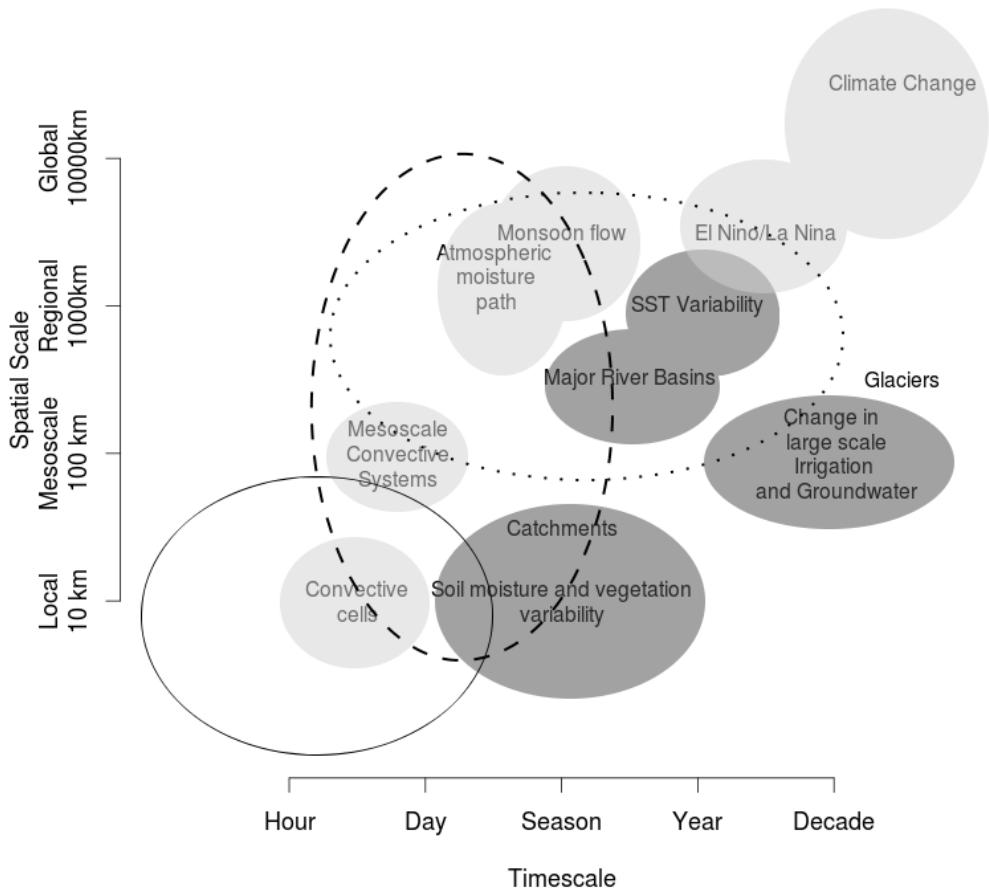 Climate Change
Monsoon flow
El Nino/La Nina
Atmospheric
moisture
path
SST Variability
Major River Basins
Glaciers
Change in
large scale
Irrigation
and Groundwater
Mesoscale
Convective
Systems
Catchments
Soil moisture and vegetation
variability
Convective
cells
Spatial Scale
Global
10000km
Regional
1000km
Mesoscale
100 km
Local
10 km
Hour
Day
Season
Year
Decade
Timescale